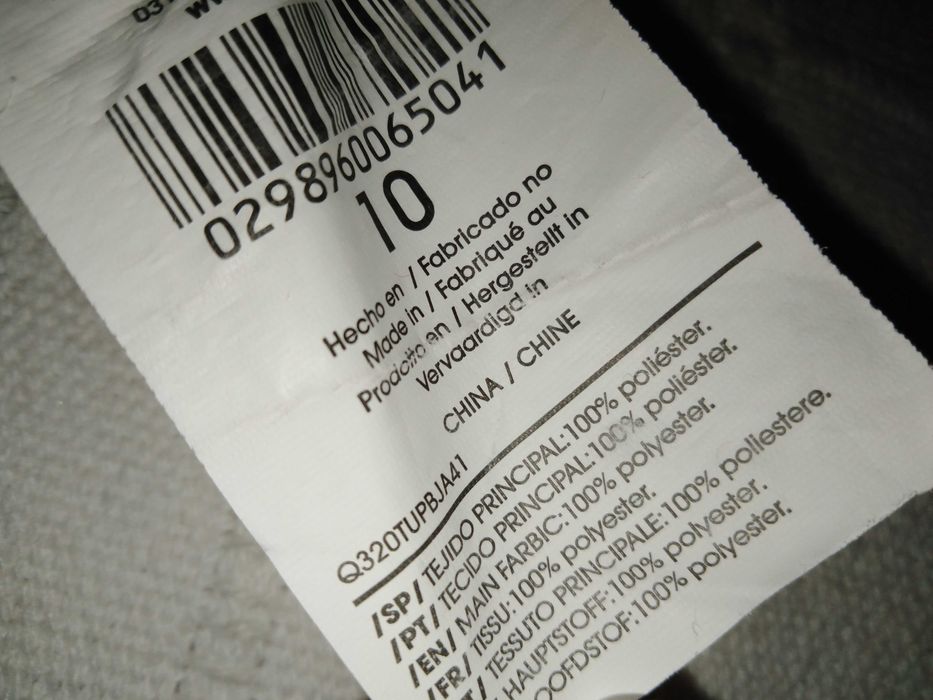 029896006504​1
10
Hecho en / Fabricado no
Made in / Fabriqué au
Prodotto en / Hergestellt in
Vervaardigd in
CHINA / CHINE
Q320TUPBJA41
/SP/ TEJIDO PRINCIPAL:100% poliéster.
/PT/ TECIDO PRINCIPAL:100% poliéster.
/EN/ MAIN FARBIC:100% polyester.
/FR/ TISSU:100% polyester.
TESSUTO PRINCIPALE:100% poliestere.
HAUPTSTOFF:100% polyester.
OOFDSTOF:100% polyester.